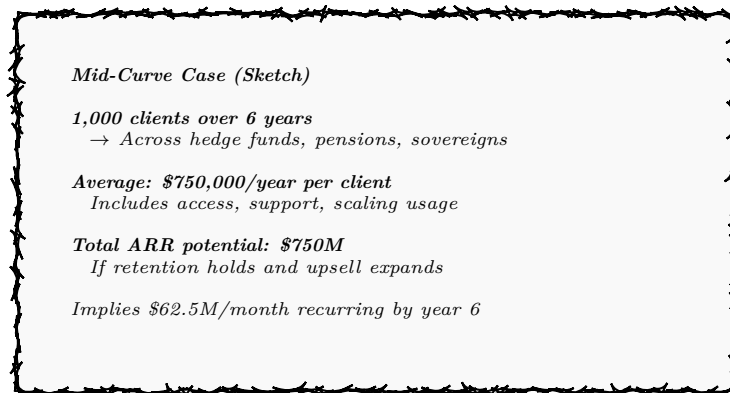 Mid-Curve Case (Sketch)
1,000 clients over 6 years
→ Across hedge funds, pensions, sovereigns
Average: $750,000/year per client
Includes access, support, scaling usage
Total ARR potential: $750M
If retention holds and upsell expands
Implies $62.5M/month recurring by year 6